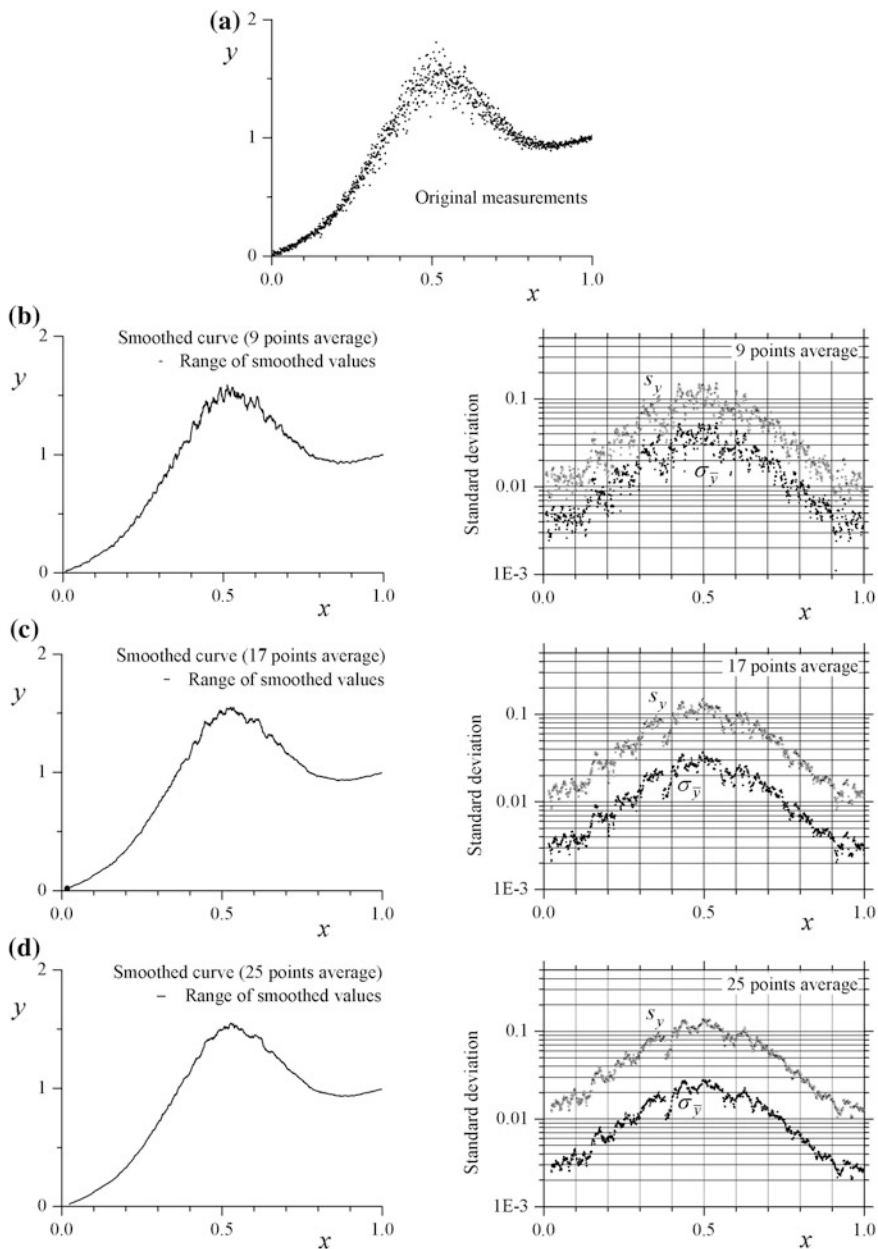 (a)
y
2
1
0
Original measurements
0.0 0.5 1.0
x
(b)
y
2
1
0
Smoothed curve (9 points average)
- Range of smoothed values
0.0 0.5 1.0
x
Standard deviation
0.1
0.01
1E-3
9 points average
s_y
σ_ȳ
0.0 0.5 1.0
x
(c)
y
2
1
0
Smoothed curve (17 points average)
– Range of smoothed values
0.0 0.5 1.0
x
Standard deviation
0.1
0.01
1E-3
17 points average
s_y
σ_ȳ
0.0 0.5 1.0
x
(d)
y
2
1
0
Smoothed curve (25 points average)
– Range of smoothed values
0.0 0.5 1.0
x
Standard deviation
0.1
0.01
1E-3
25 points average
s_y
σ_ȳ
0.0 0.5 1.0
x